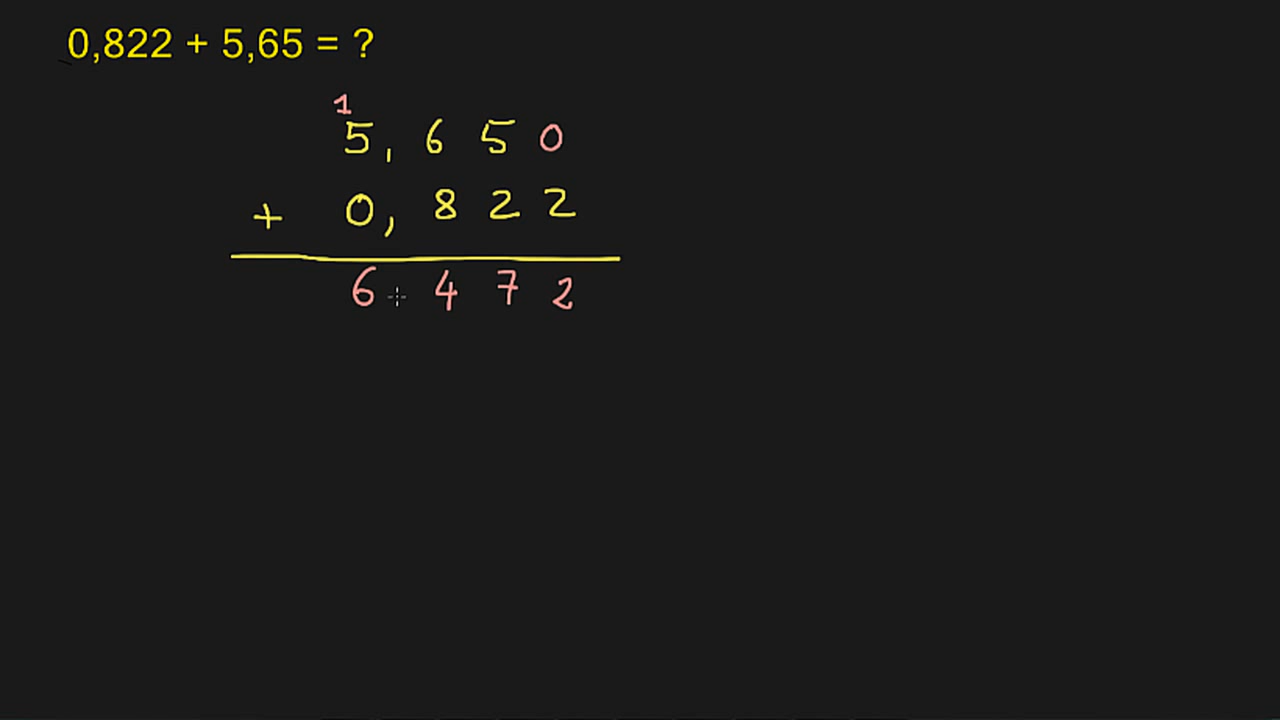 0,822 + 5,65 = ?
1
5,650
+ 0,822
6 472